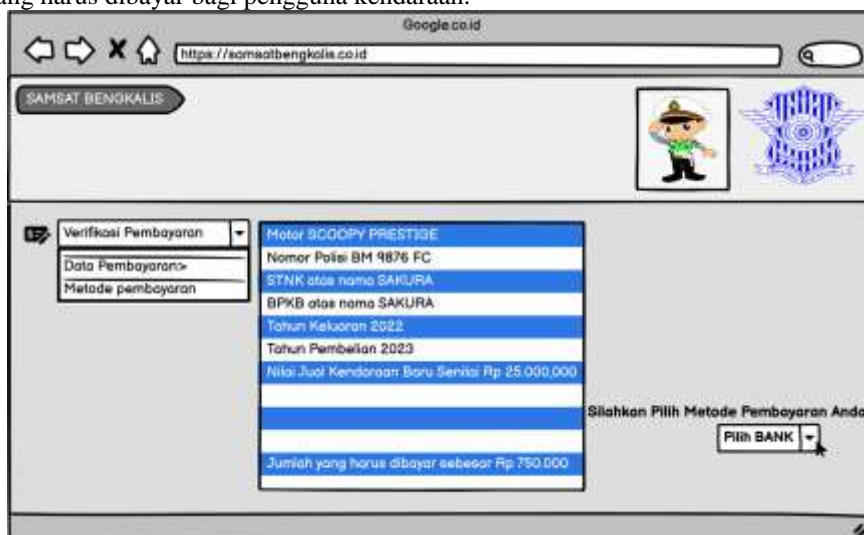 ang harus dibayar bagi pengguna kendaraan.
Google.co.id
https://samsatbengkalis.co.id
SAMSAT BENGKALIS
Verifikasi Pembayaran
Data Pembayaran>
Metode pembayaran
Motor SCOOPY PRESTIGE
Nomor Polisi BM 9876 FC
STNK atas nama SAKURA
BPKB atas nama SAKURA
Tahun Keluaran 2022
Tahun Pembelian 2023
Nilai Jual Kendaraan Baru Senilai Rp 25.000,000
Jumlah yang harus dibayar sebesar Rp 750.000
Silahkan Pilih Metode Pembayaran Anda
Pilih BANK